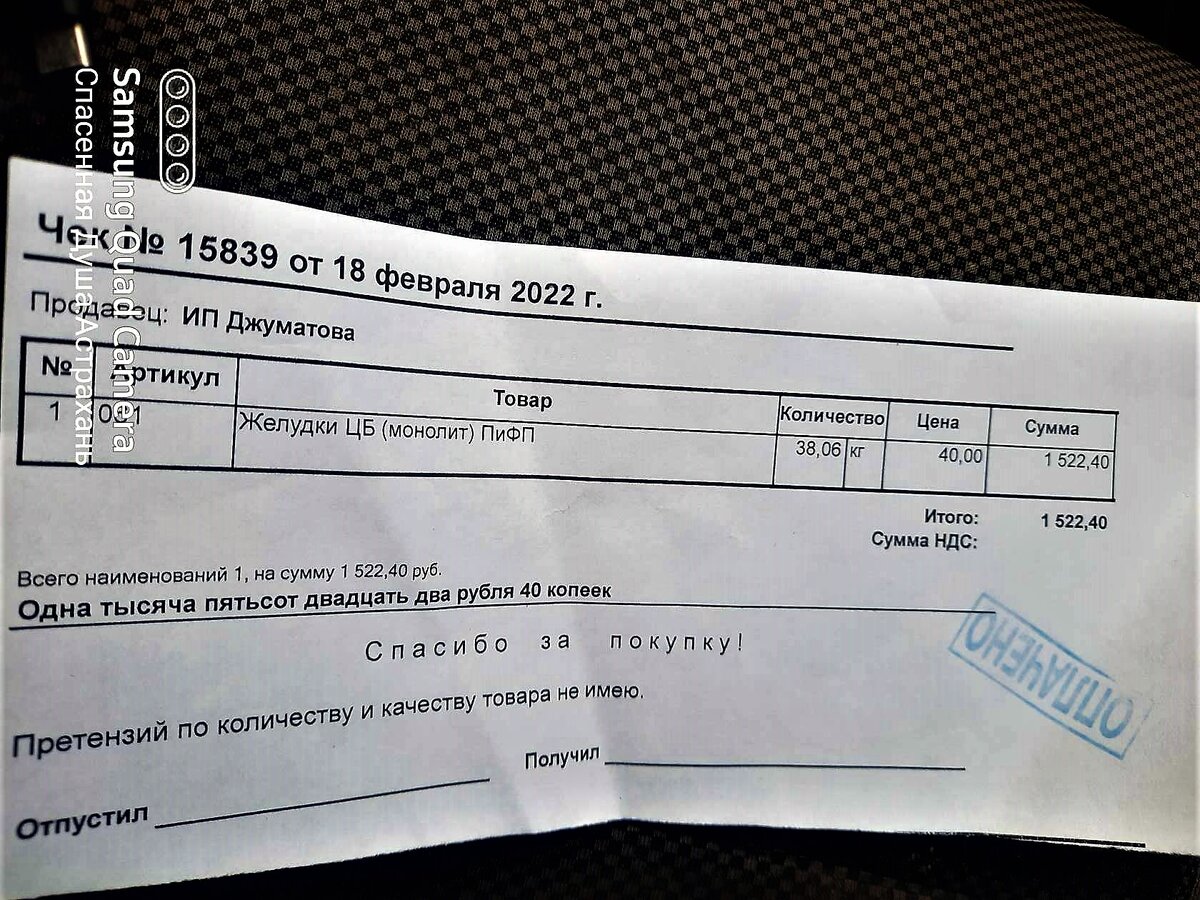 Samsung Quad Camera
Спасенная Душа Астрахань
Чек № 15839 от 18 февраля 2022 г.
Продавец: ИП Джуматова
№ Артикул Товар Количество Цена Сумма
1 Желудки ЦБ (монолит) ПиФП 38,06 кг 40,00 1 522,40
Итого: 1 522,40
Сумма НДС:
Всего наименований 1, на сумму 1 522,40 руб.
Одна тысяча пятьсот двадцать два рубля 40 копеек
Спасибо за покупку!
ОПЛАЧЕНО
Претензий по количеству и качеству товара не имею.
Отпустил Получил